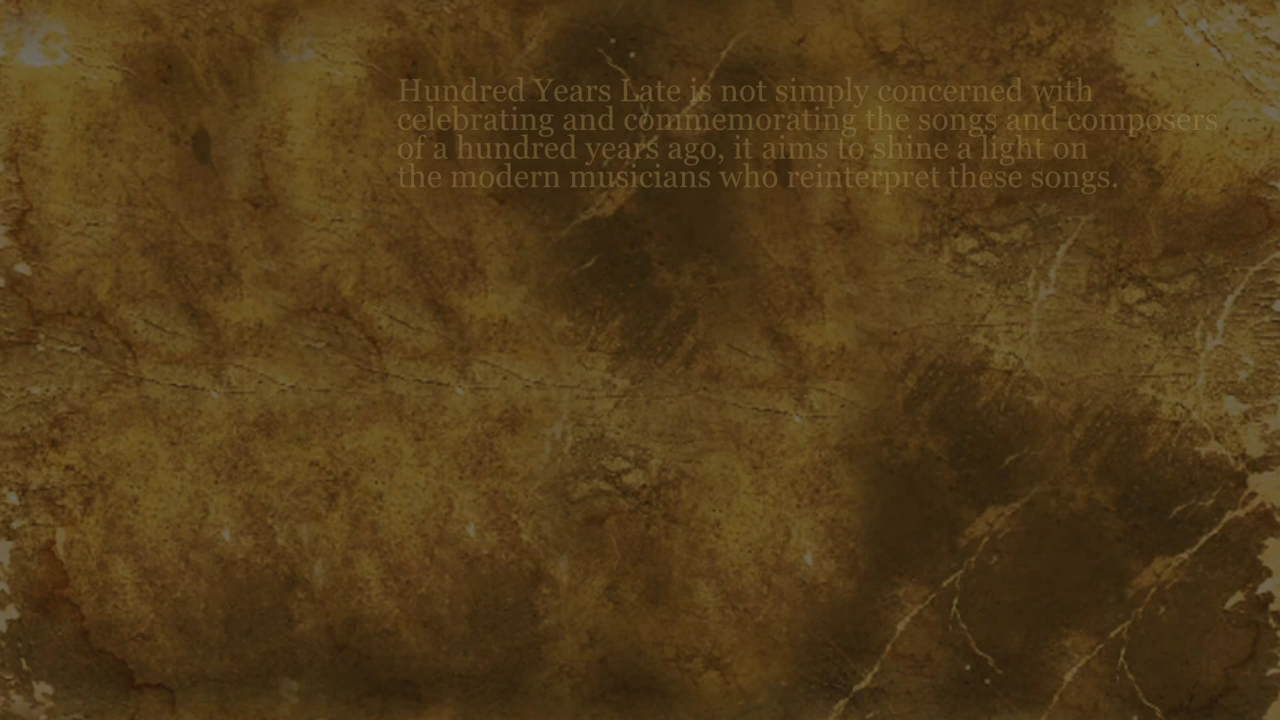 Hundred Years Late is not simply concerned with
celebrating and commemorating the songs and composers
of a hundred years ago, it aims to shine a light on
the modern musicians who reinterpret these songs.